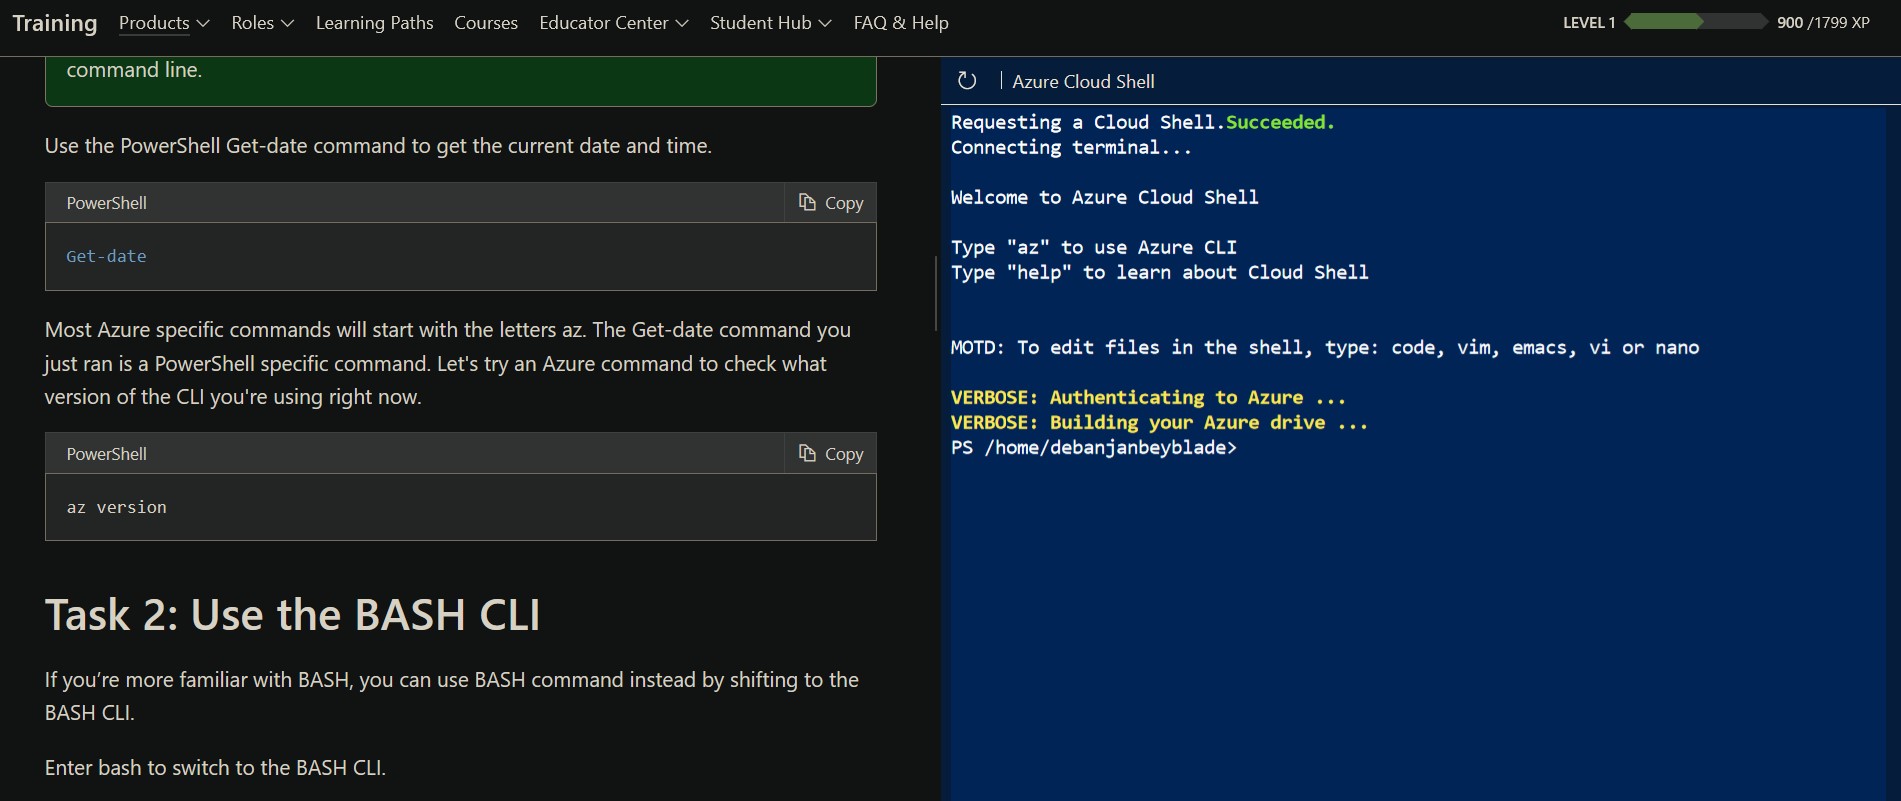 Training Products Roles Learning Paths Courses Educator Center Student Hub FAQ & Help LEVEL 1 900 /1799 XP
command line.
Use the PowerShell Get-date command to get the current date and time.
PowerShell Copy
Get-date
Most Azure specific commands will start with the letters az. The Get-date command you
just ran is a PowerShell specific command. Let's try an Azure command to check what
version of the CLI you're using right now.
PowerShell Copy
az version
Task 2: Use the BASH CLI
If you’re more familiar with BASH, you can use BASH command instead by shifting to the
BASH CLI.
Enter bash to switch to the BASH CLI.
Azure Cloud Shell
Requesting a Cloud Shell.Succeeded.
Connecting terminal...
Welcome to Azure Cloud Shell
Type "az" to use Azure CLI
Type "help" to learn about Cloud Shell
MOTD: To edit files in the shell, type: code, vim, emacs, vi or nano
VERBOSE: Authenticating to Azure ...
VERBOSE: Building your Azure drive ...
PS /home/debanjanbeyblade>